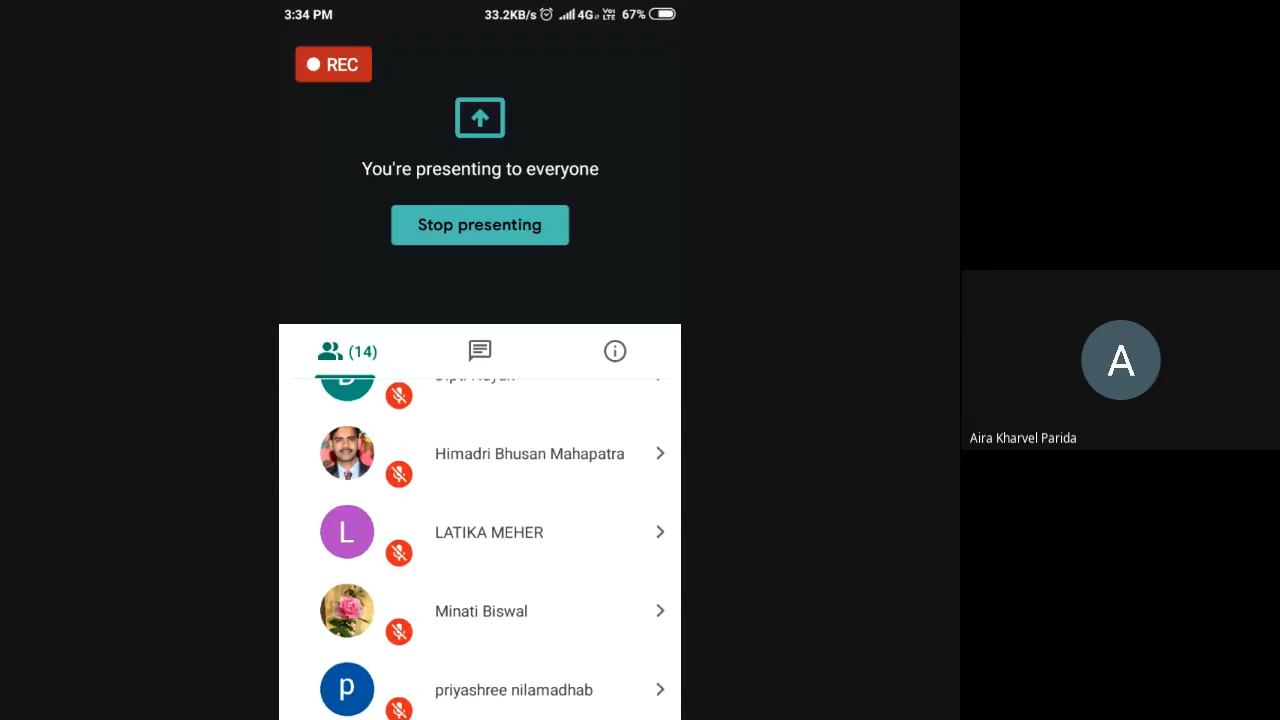 3:34 PM 33.2KB/s 4G VoLTE 67%
REC
You're presenting to everyone
Stop presenting
(14)
Himadri Bhusan Mahapatra
L LATIKA MEHER
Minati Biswal
p priyashree nilamadhab
A
Aira Kharvel Parida